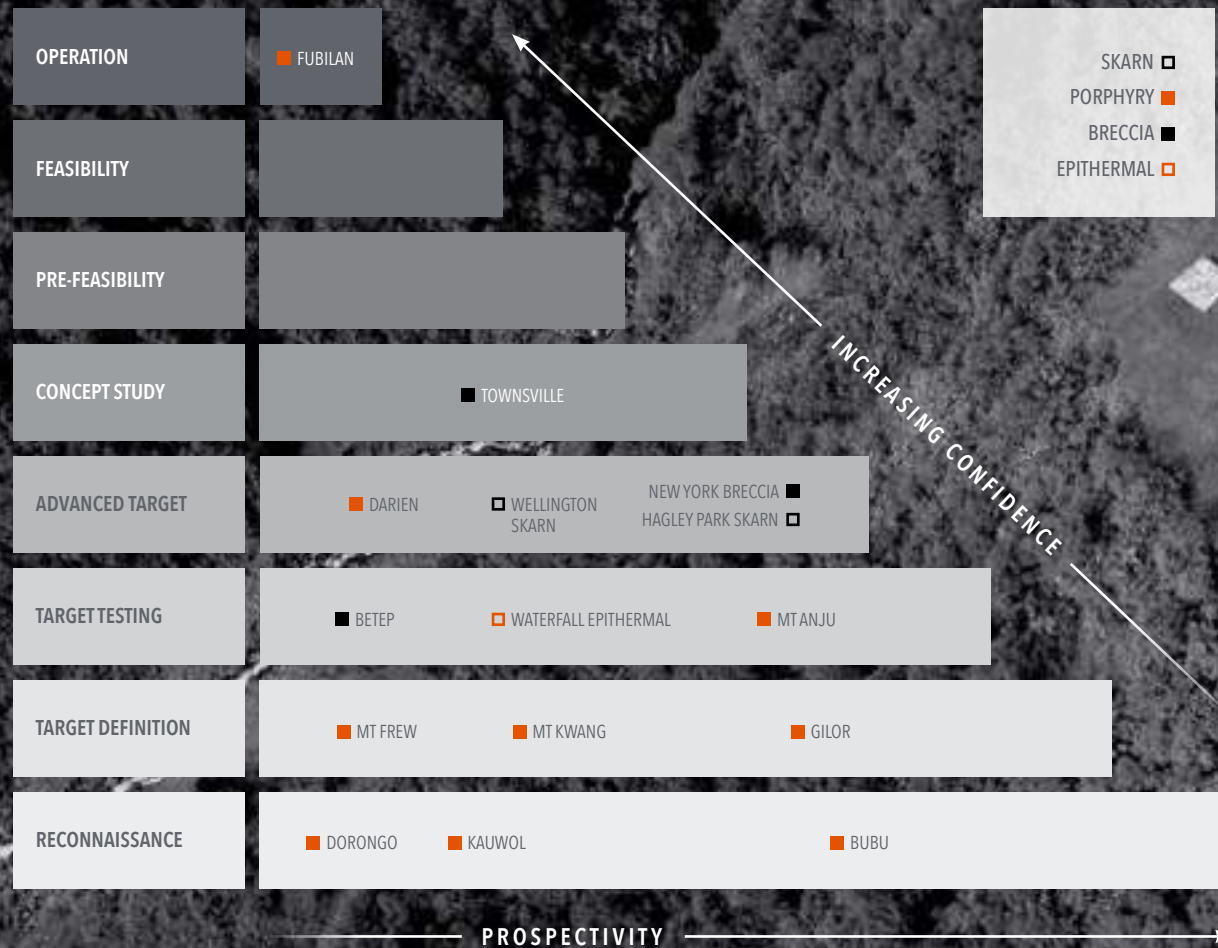 OPERATION
FUBILAN
SKARN
PORPHYRY
BRECCIA
EPITHERMAL
FEASIBILITY
PRE-FEASIBILITY
INCREASING CONFIDENCE
CONCEPT STUDY
TOWNSVILLE
ADVANCED TARGET
DARIEN
WELLINGTON
SKARN
NEW YORK BRECCIA
HAGLEY PARK SKARN
TARGET TESTING
BETEP
WATERFALL EPITHERMAL
MT ANJU
TARGET DEFINITION
MT FREW
MT KWANG
GILOR
RECONNAISSANCE
DORONGO
KAUWOL
BUBU
PROSPECTIVITY